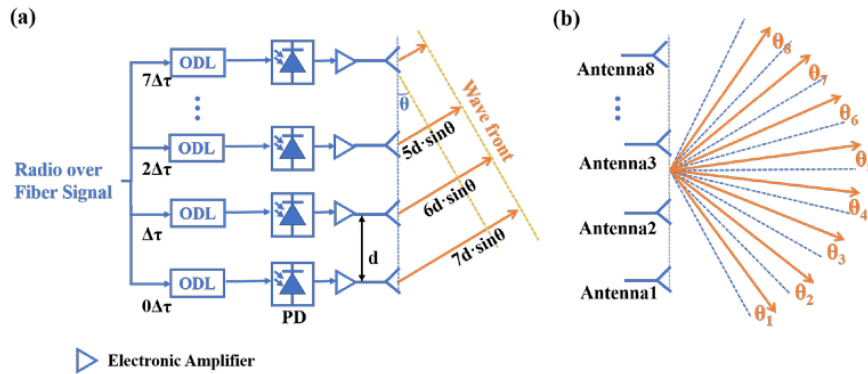 (a)
ODL
7Δτ
ODL
2Δτ
Radio over
Fiber Signal
ODL
Δτ
ODL
0Δτ
PD
d
θ
Wave front
5d·sinθ
6d·sinθ
7d·sinθ
Electronic Amplifier
(b)
Antenna8
Antenna3
Antenna2
Antenna1
θ8
θ7
θ6
θ4
θ3
θ2
θ1